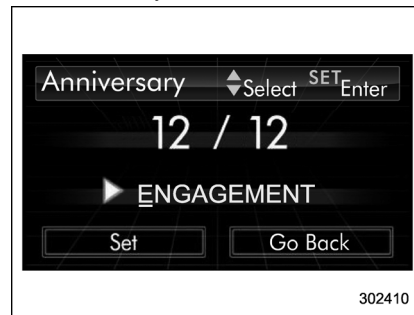 Anniversary Select SET Enter
12 / 12
ENGAGEMENT
Set Go Back
302410